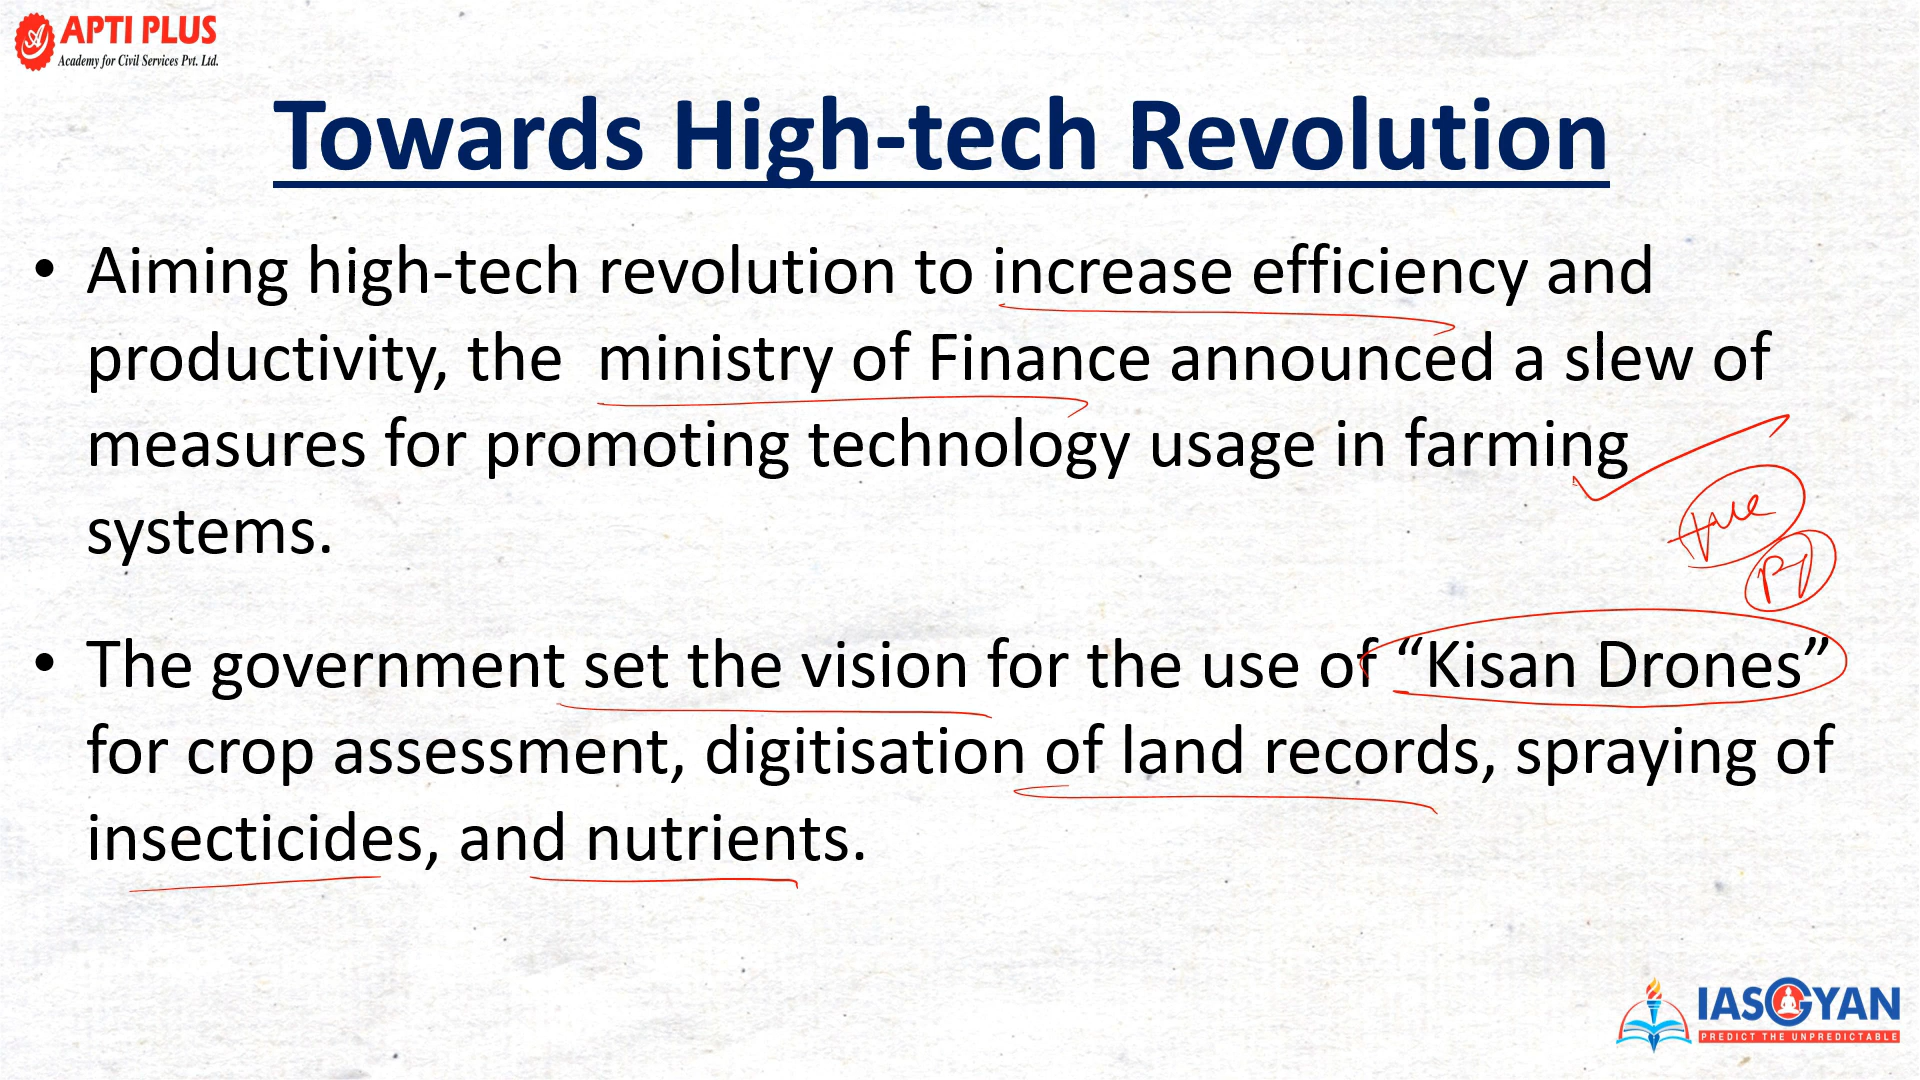 APTI PLUS
Academy for Civil Services Pvt. Ltd.
Towards High-tech Revolution
• Aiming high-tech revolution to increase efficiency and
productivity, the ministry of Finance announced a slew of
measures for promoting technology usage in farming
systems.
• The government set the vision for the use of “Kisan Drones”
for crop assessment, digitisation of land records, spraying of
insecticides, and nutrients.
IASGYAN
PREDICT THE UNPREDICTABLE